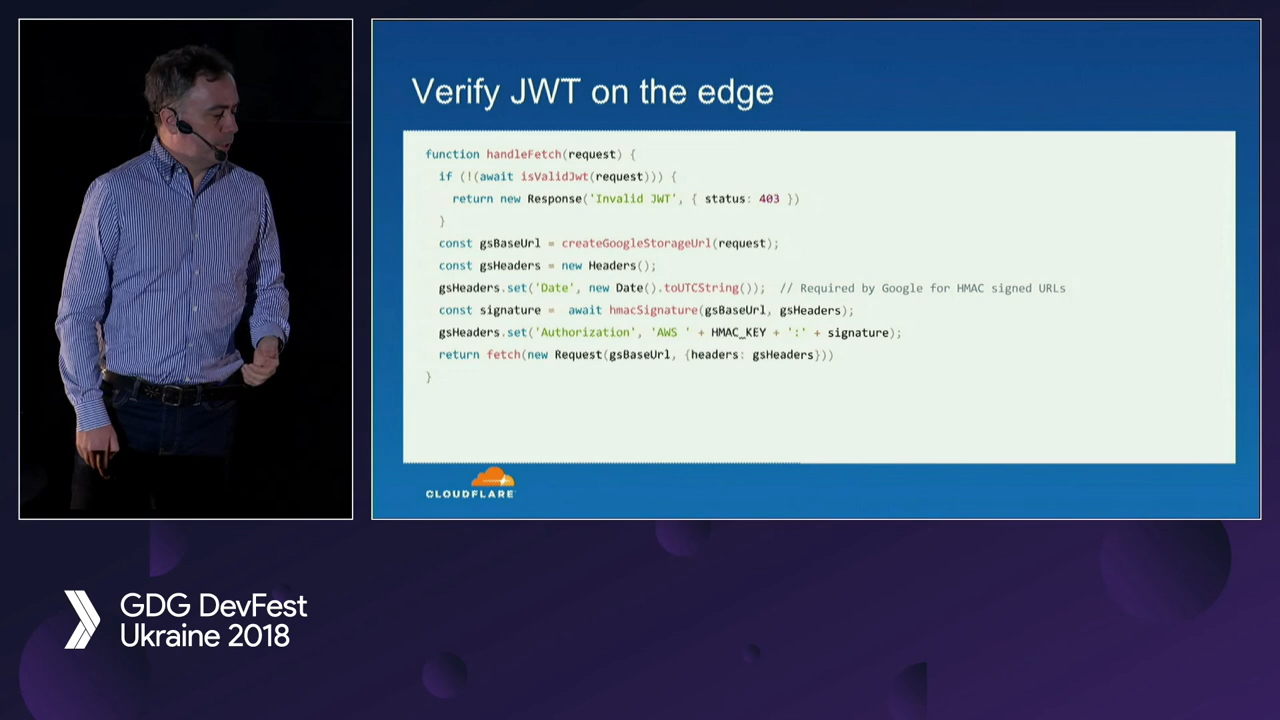 Verify JWT on the edge
function handleFetch(request) {
  if (!(await isValidJwt(request))) {
    return new Response('Invalid JWT', { status: 403 })
  }
  const gsBaseUrl = createGoogleStorageUrl(request);
  const gsHeaders = new Headers();
  gsHeaders.set('Date', new Date().toUTCString());  // Required by Google for HMAC signed URLs
  const signature =  await hmacSignature(gsBaseUrl, gsHeaders);
  gsHeaders.set('Authorization', 'AWS ' + HMAC_KEY + ':' + signature);
  return fetch(new Request(gsBaseUrl, {headers: gsHeaders}))
}
CLOUDFLARE
GDG DevFest
Ukraine 2018